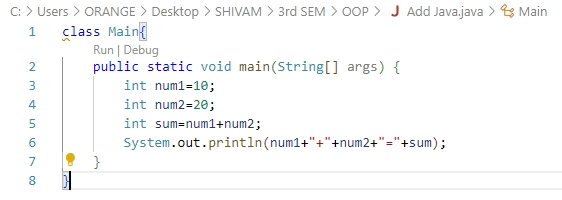 C: > Users > ORANGE > Desktop > SHIVAM > 3rd SEM > OOP > J Add Java.java > Main
1 class Main{
Run | Debug
2 public static void main(String[] args) {
3 int num1=10;
4 int num2=20;
5 int sum=num1+num2;
6 System.out.println(num1+"+"+num2+"="+sum);
7 }
8 }